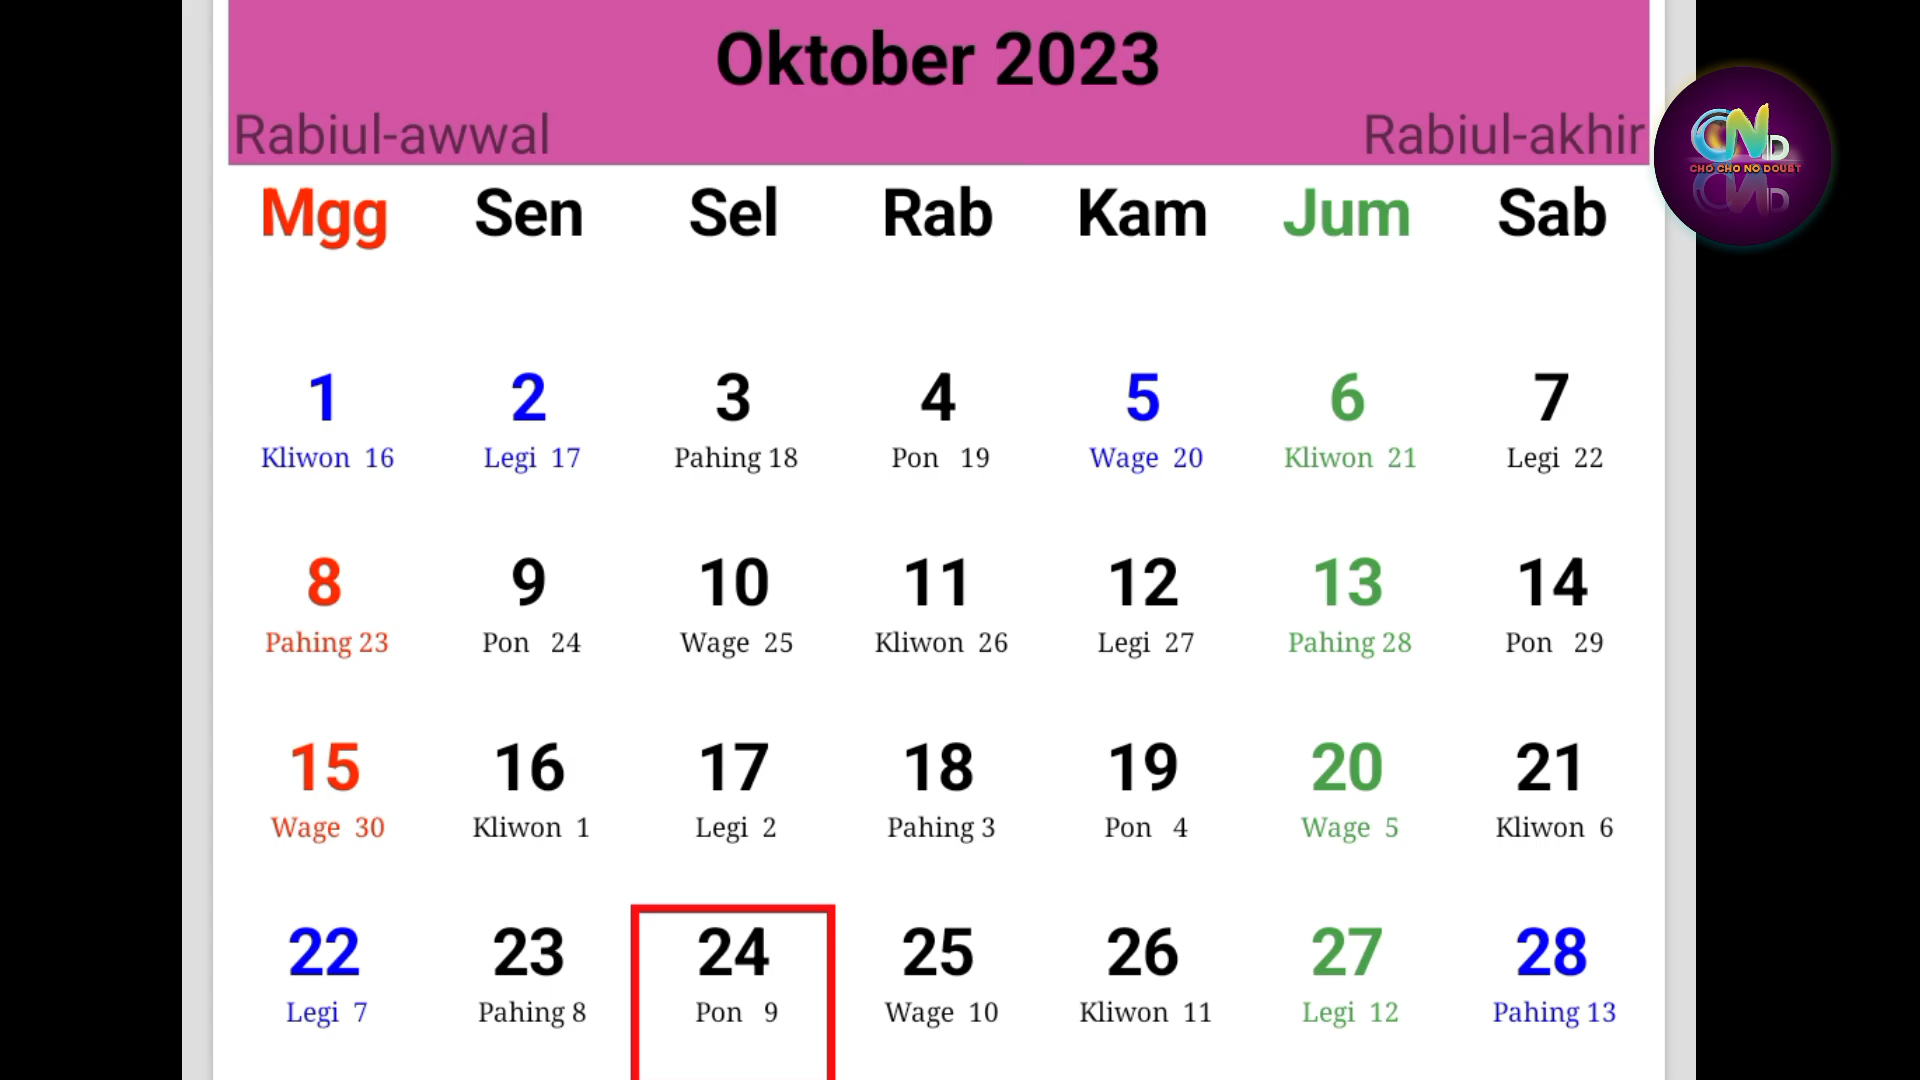 Oktober 2023
Rabiul-awwal Rabiul-akhir
CND
CHO CHO NO DOUBT
Mgg Sen Sel Rab Kam Jum Sab
1 2 3 4 5 6 7
Kliwon 16 Legi 17 Pahing 18 Pon 19 Wage 20 Kliwon 21 Legi 22
8 9 10 11 12 13 14
Pahing 23 Pon 24 Wage 25 Kliwon 26 Legi 27 Pahing 28 Pon 29
15 16 17 18 19 20 21
Wage 30 Kliwon 1 Legi 2 Pahing 3 Pon 4 Wage 5 Kliwon 6
22 23 24 25 26 27 28
Legi 7 Pahing 8 Pon 9 Wage 10 Kliwon 11 Legi 12 Pahing 13